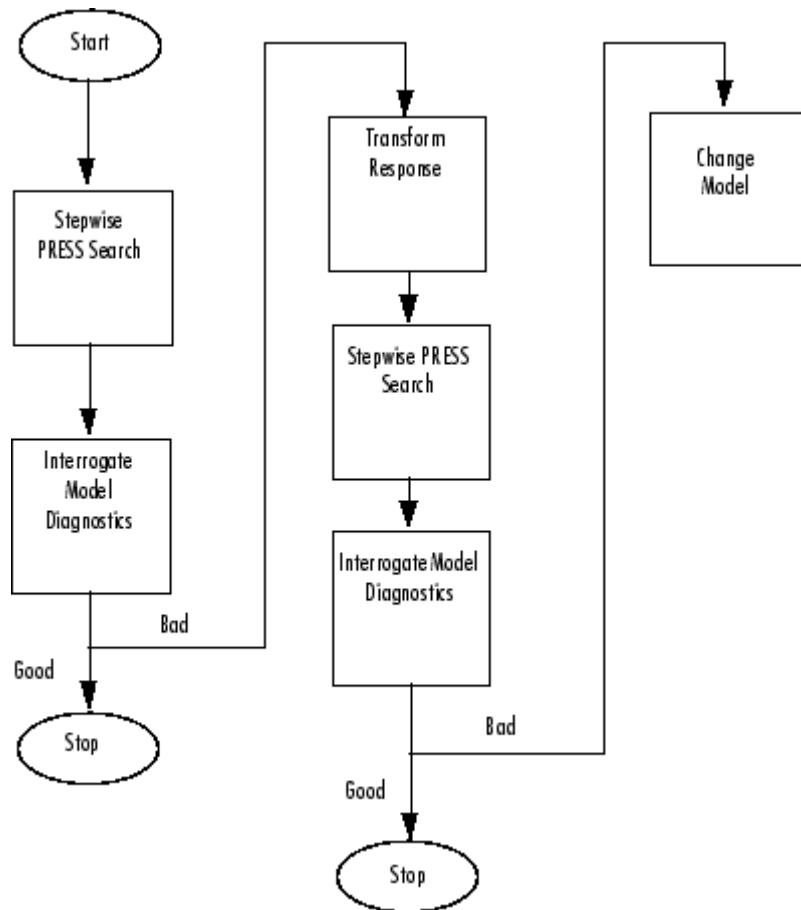 Start
Stepwise
PRESS Search
Interrogate
Model
Diagnostics
Bad
Good
Stop
Transform
Response
Stepwise PRESS
Search
Interrogate Model
Diagnostics
Bad
Good
Stop
Change
Model